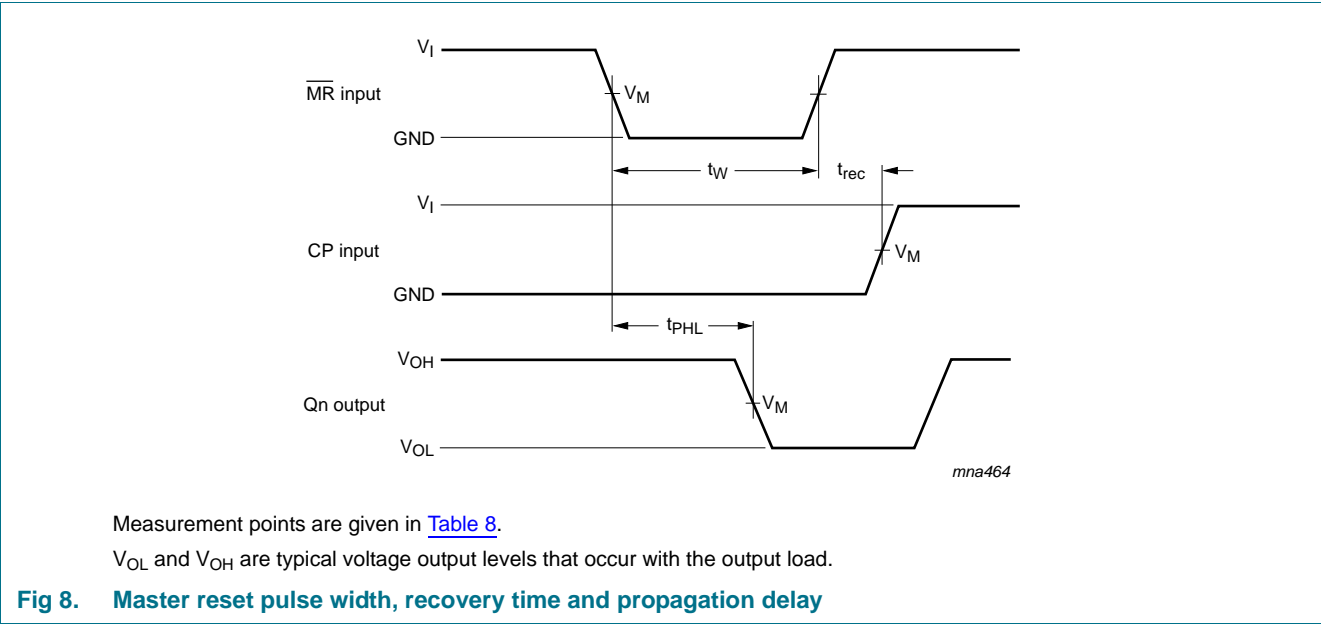 VI
MR input
VM
GND
tW
trec
VI
CP input
VM
GND
tPHL
VOH
Qn output
VM
VOL
mna464
Measurement points are given in Table 8.
VOL and VOH are typical voltage output levels that occur with the output load.
Fig 8. Master reset pulse width, recovery time and propagation delay